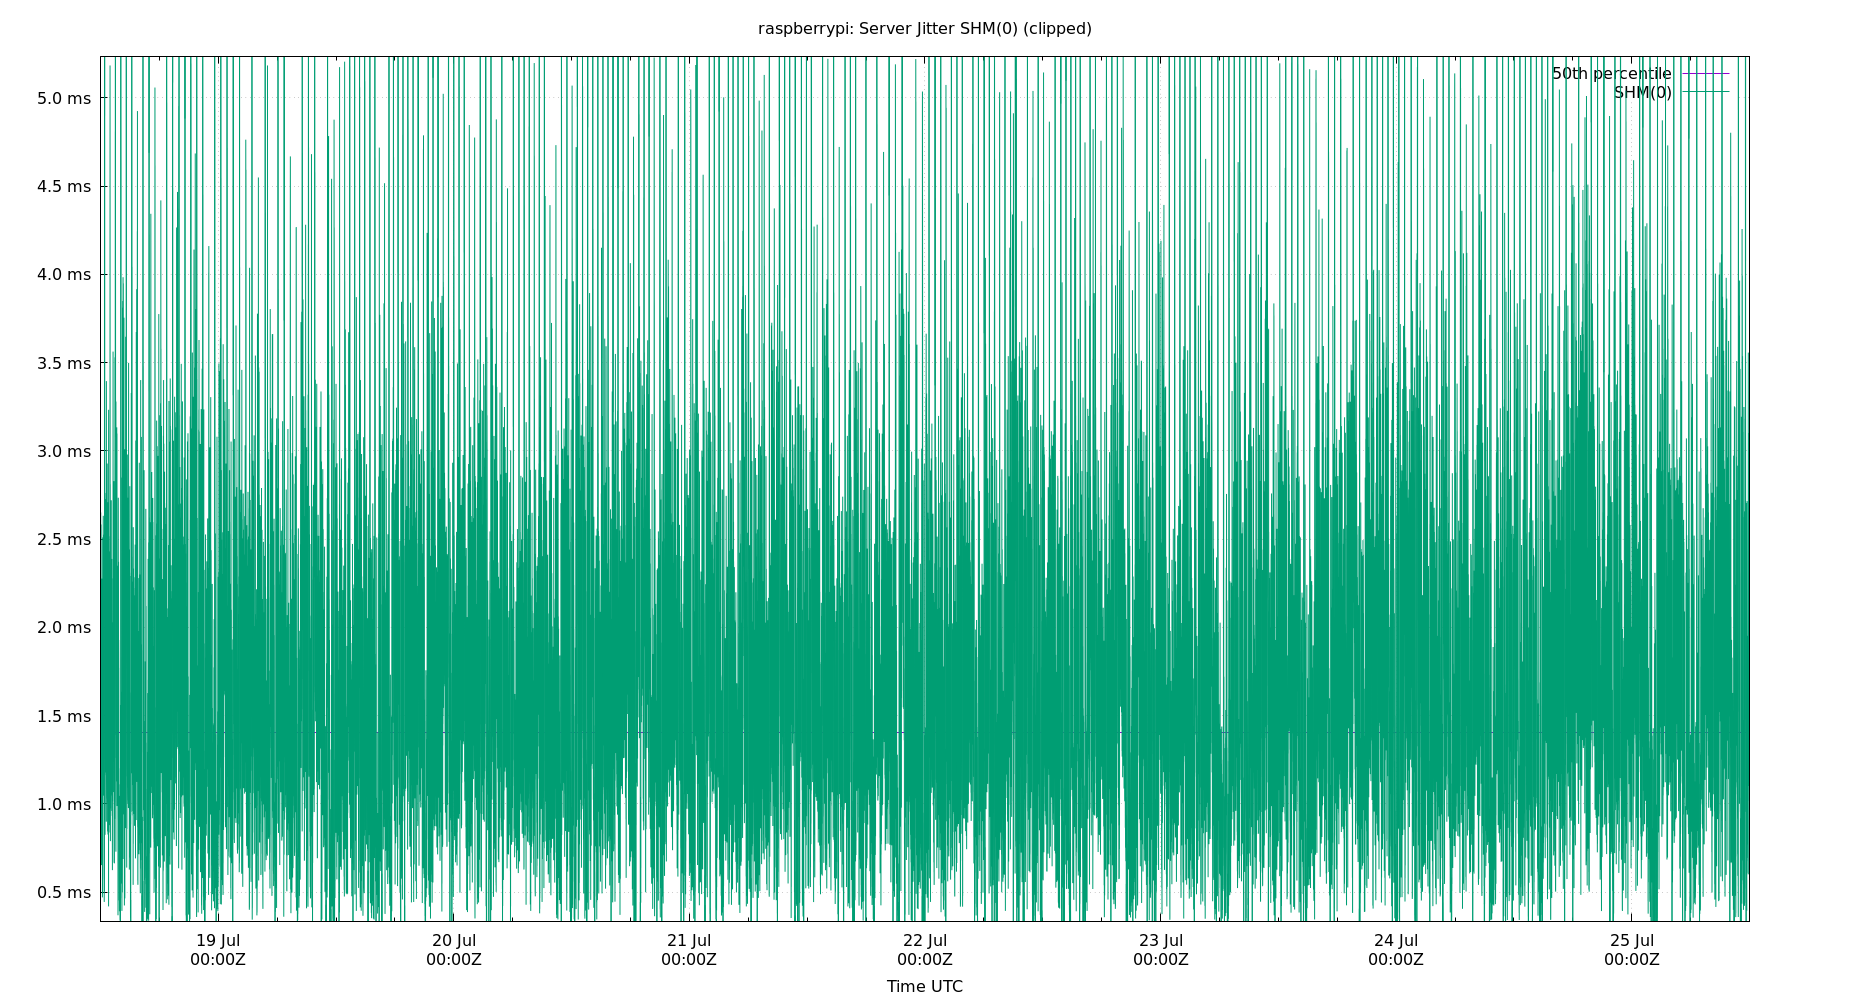 raspberrypi: Server Jitter SHM(0) (clipped)
50th percentile
SHM(0)
5.0 ms
4.5 ms
4.0 ms
3.5 ms
3.0 ms
2.5 ms
2.0 ms
1.5 ms
1.0 ms
0.5 ms
19 Jul 20 Jul 21 Jul 22 Jul 23 Jul 24 Jul 25 Jul
00:00Z 00:00Z 00:00Z 00:00Z 00:00Z 00:00Z 00:00Z
Time UTC